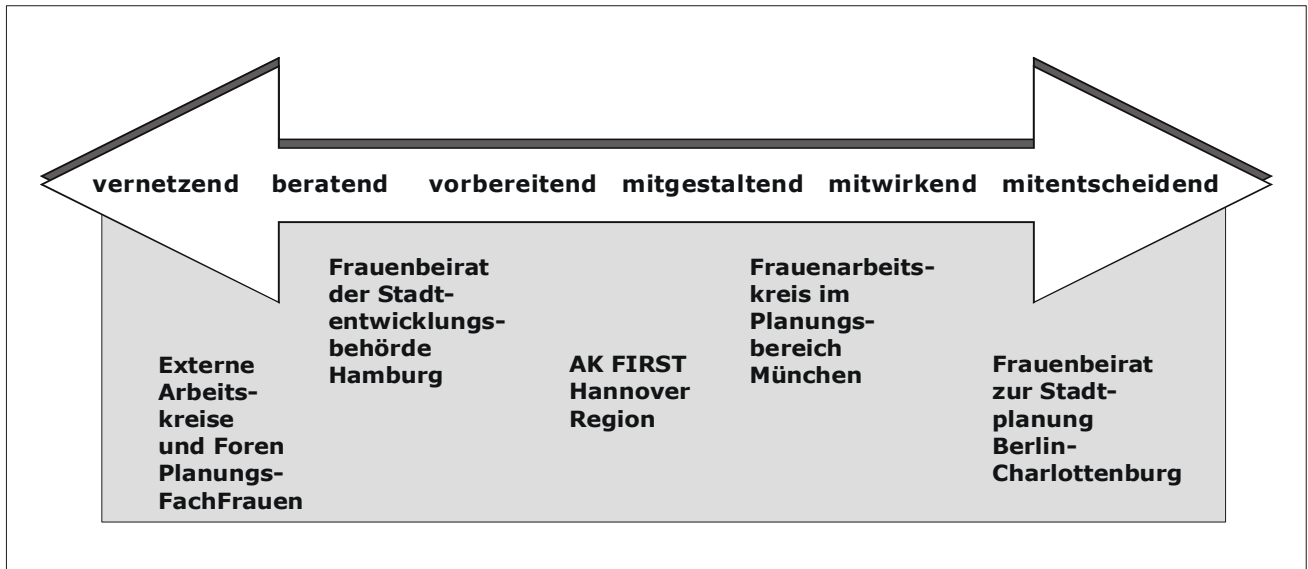 vernetzend beratend vorbereitend mitgestaltend mitwirkend mitentscheidend
Externe
Arbeits-
kreise
und Foren
Planungs-
FachFrauen
Frauenbeirat
der Stadt-
entwicklungs-
behörde
Hamburg
AK FIRST
Hannover
Region
Frauenarbeits-
kreis im
Planungs-
bereich
München
Frauenbeirat
zur Stadt-
planung
Berlin-
Charlottenburg